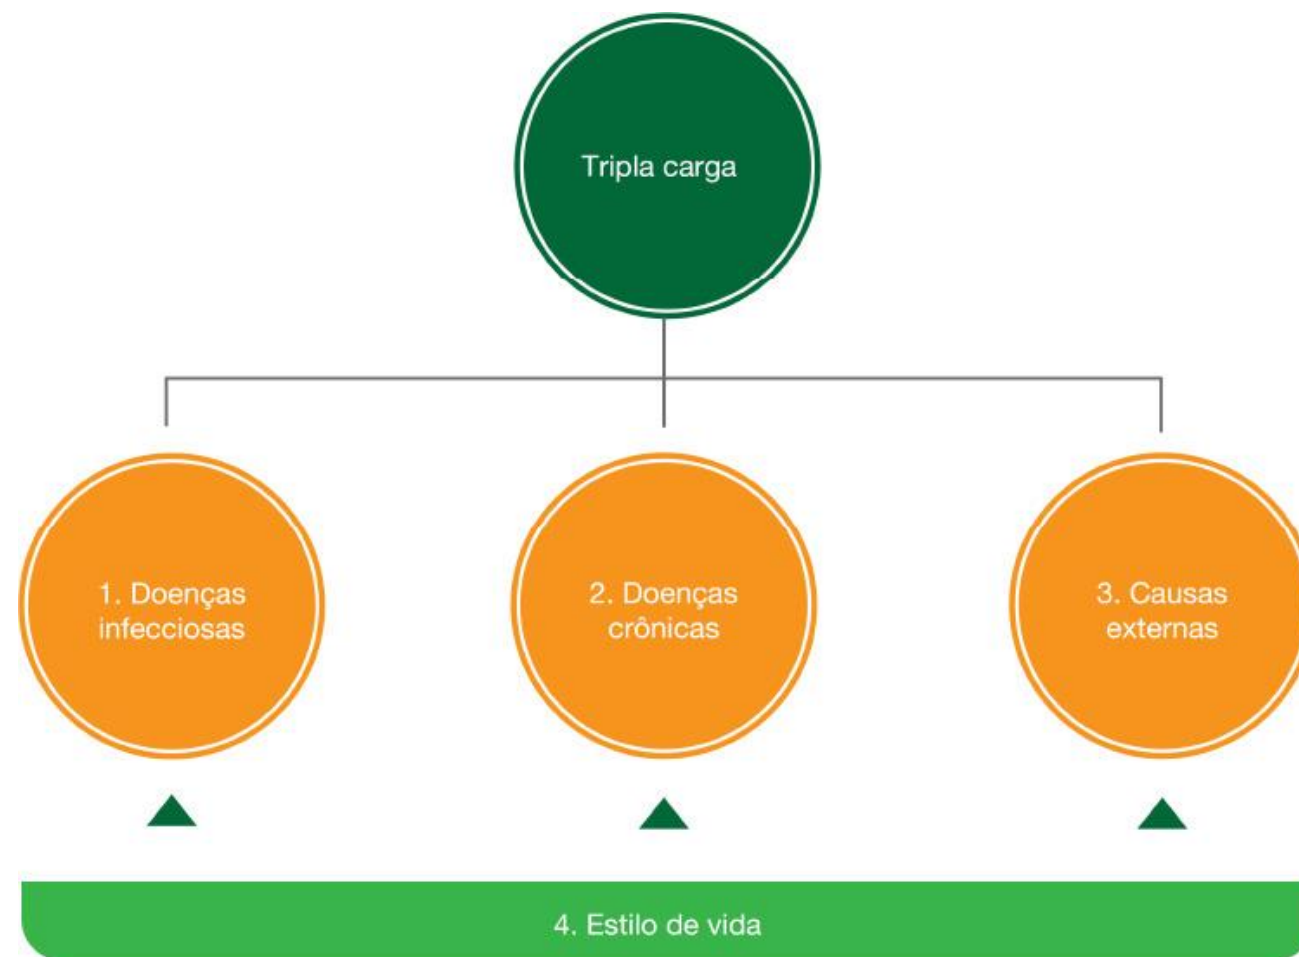 Tripla carga
1. Doenças
infecciosas
2. Doenças
crônicas
3. Causas
externas
4. Estilo de vida